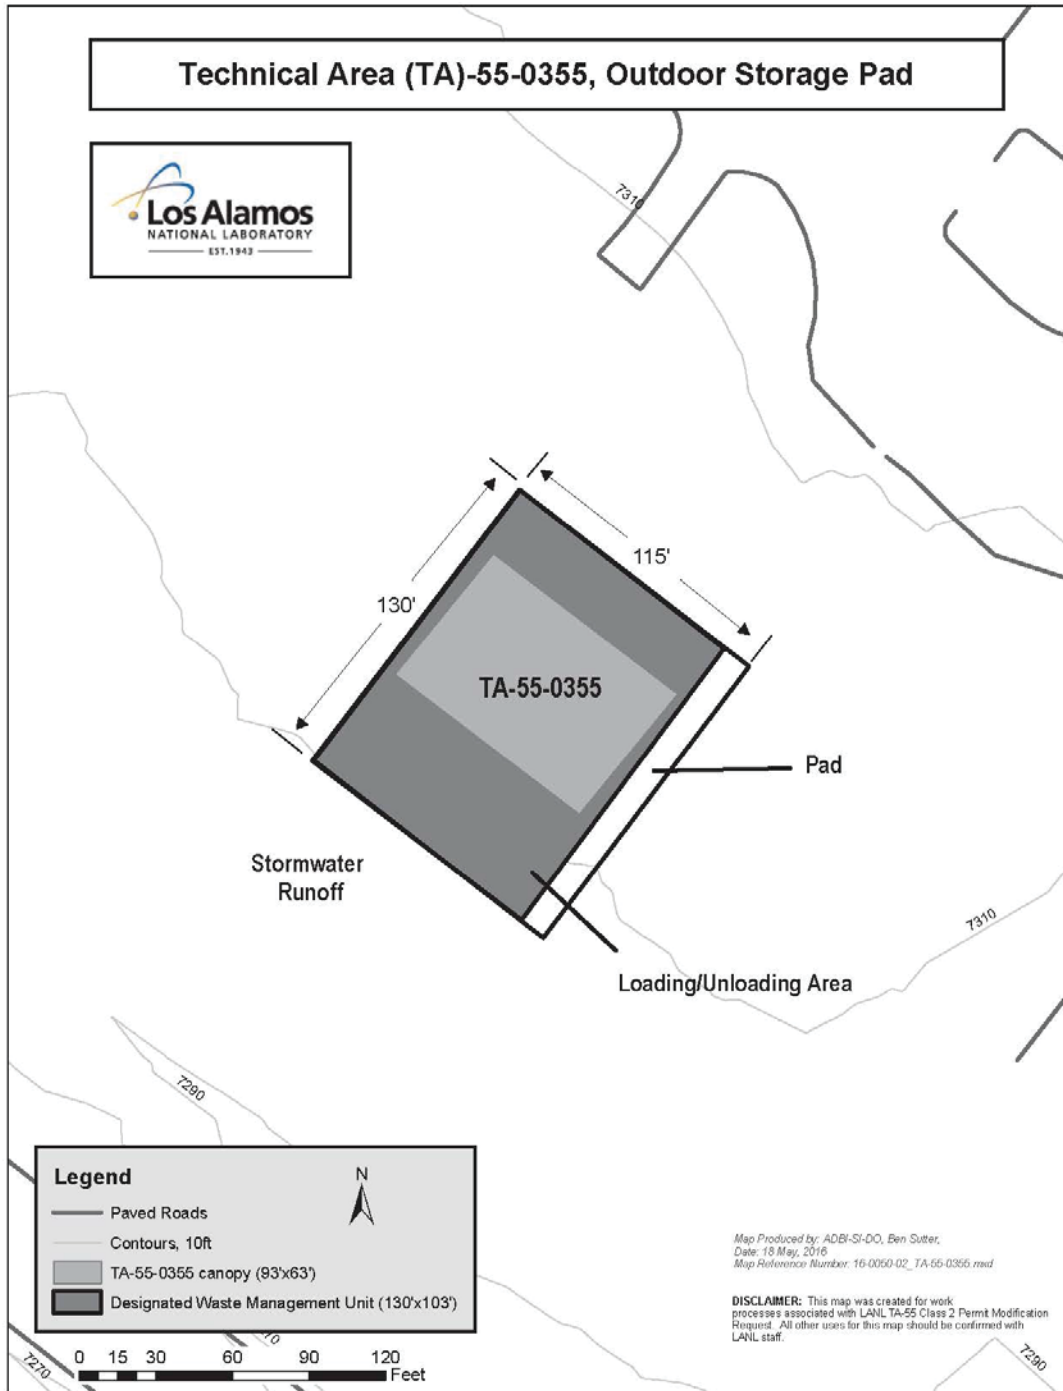 Technical Area (TA)-55-0355, Outdoor Storage Pad
Los Alamos
NATIONAL LABORATORY
EST.1943
7310
115'
130'
TA-55-0355
Pad
Stormwater
Runoff
7310
Loading/Unloading Area
7290
Legend
N
Paved Roads
Contours, 10ft
TA-55-0355 canopy (93'x63')
Designated Waste Management Unit (130'x103')
Map Produced by: ADBI-SI-DO, Ben Sutter,
Date: 18 May, 2016
Map Reference Number: 16-0050-02_TA-55-0355.mxd
DISCLAIMER: This map was created for work
processes associated with LANL TA-55 Class 2 Permit Modification
Request. All other uses for this map should be confirmed with
LANL staff.
7270
7290
0 15 30 60 90 120
Feet